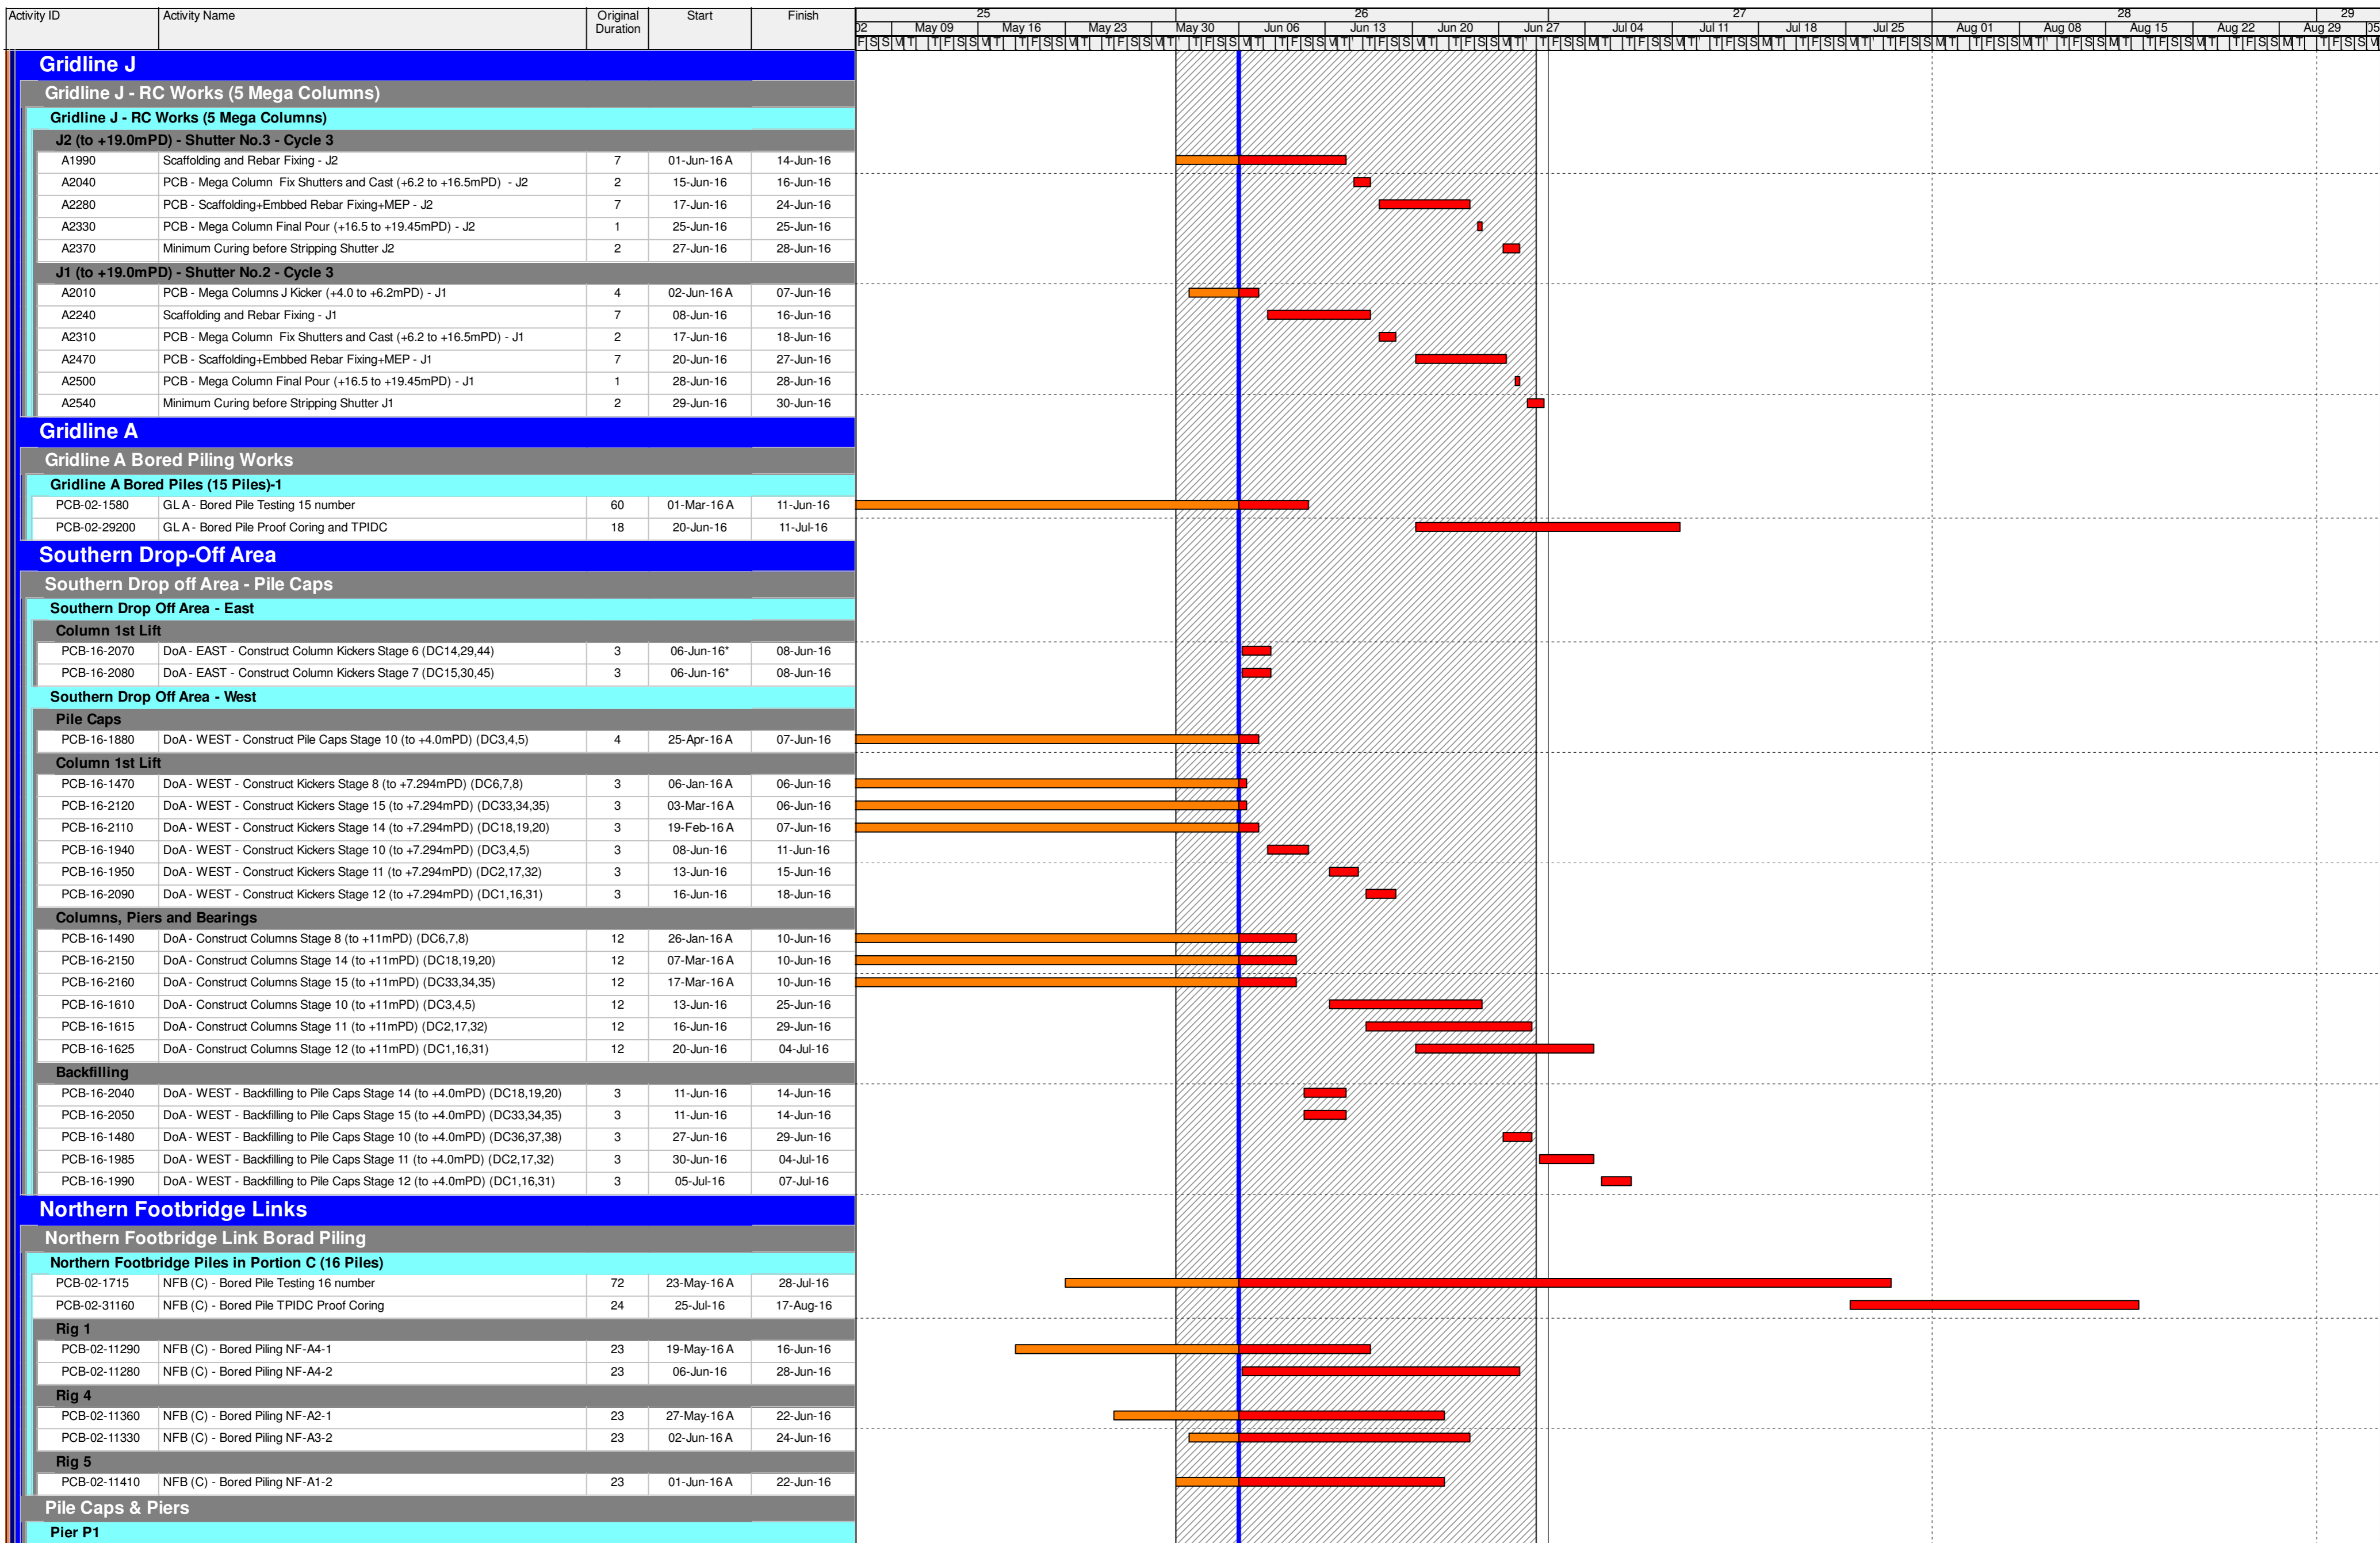 Activity ID Activity Name Original Duration Start Finish
25 26 27 28 29
02 May 09 May 16 May 23 May 30 Jun 06 Jun 13 Jun 20 Jun 27 Jul 04 Jul 11 Jul 18 Jul 25 Aug 01 Aug 08 Aug 15 Aug 22 Aug 29 05
Gridline J
Gridline J - RC Works (5 Mega Columns)
Gridline J - RC Works (5 Mega Columns)
J2 (to +19.0mPD) - Shutter No.3 - Cycle 3
A1990 Scaffolding and Rebar Fixing - J2 7 01-Jun-16 A 14-Jun-16
A2040 PCB - Mega Column Fix Shutters and Cast (+6.2 to +16.5mPD) - J2 2 15-Jun-16 16-Jun-16
A2280 PCB - Scaffolding+Embbed Rebar Fixing+MEP - J2 7 17-Jun-16 24-Jun-16
A2330 PCB - Mega Column Final Pour (+16.5 to +19.45mPD) - J2 1 25-Jun-16 25-Jun-16
A2370 Minimum Curing before Stripping Shutter J2 2 27-Jun-16 28-Jun-16
J1 (to +19.0mPD) - Shutter No.2 - Cycle 3
A2010 PCB - Mega Columns J Kicker (+4.0 to +6.2mPD) - J1 4 02-Jun-16 A 07-Jun-16
A2240 Scaffolding and Rebar Fixing - J1 7 08-Jun-16 16-Jun-16
A2310 PCB - Mega Column Fix Shutters and Cast (+6.2 to +16.5mPD) - J1 2 17-Jun-16 18-Jun-16
A2470 PCB - Scaffolding+Embbed Rebar Fixing+MEP - J1 7 20-Jun-16 27-Jun-16
A2500 PCB - Mega Column Final Pour (+16.5 to +19.45mPD) - J1 1 28-Jun-16 28-Jun-16
A2540 Minimum Curing before Stripping Shutter J1 2 29-Jun-16 30-Jun-16
Gridline A
Gridline A Bored Piling Works
Gridline A Bored Piles (15 Piles)-1
PCB-02-1580 GL A - Bored Pile Testing 15 number 60 01-Mar-16 A 11-Jun-16
PCB-02-29200 GL A - Bored Pile Proof Coring and TPIDC 18 20-Jun-16 11-Jul-16
Southern Drop-Off Area
Southern Drop off Area - Pile Caps
Southern Drop Off Area - East
Column 1st Lift
PCB-16-2070 DoA - EAST - Construct Column Kickers Stage 6 (DC14,29,44) 3 06-Jun-16* 08-Jun-16
PCB-16-2080 DoA - EAST - Construct Column Kickers Stage 7 (DC15,30,45) 3 06-Jun-16* 08-Jun-16
Southern Drop Off Area - West
Pile Caps
PCB-16-1880 DoA - WEST - Construct Pile Caps Stage 10 (to +4.0mPD) (DC3,4,5) 4 25-Apr-16 A 07-Jun-16
Column 1st Lift
PCB-16-1470 DoA - WEST - Construct Kickers Stage 8 (to +7.294mPD) (DC6,7,8) 3 06-Jan-16 A 06-Jun-16
PCB-16-2120 DoA - WEST - Construct Kickers Stage 15 (to +7.294mPD) (DC33,34,35) 3 03-Mar-16 A 06-Jun-16
PCB-16-2110 DoA - WEST - Construct Kickers Stage 14 (to +7.294mPD) (DC18,19,20) 3 19-Feb-16 A 07-Jun-16
PCB-16-1940 DoA - WEST - Construct Kickers Stage 10 (to +7.294mPD) (DC3,4,5) 3 08-Jun-16 11-Jun-16
PCB-16-1950 DoA - WEST - Construct Kickers Stage 11 (to +7.294mPD) (DC2,17,32) 3 13-Jun-16 15-Jun-16
PCB-16-2090 DoA - WEST - Construct Kickers Stage 12 (to +7.294mPD) (DC1,16,31) 3 16-Jun-16 18-Jun-16
Columns, Piers and Bearings
PCB-16-1490 DoA - Construct Columns Stage 8 (to +11mPD) (DC6,7,8) 12 26-Jan-16 A 10-Jun-16
PCB-16-2150 DoA - Construct Columns Stage 14 (to +11mPD) (DC18,19,20) 12 07-Mar-16 A 10-Jun-16
PCB-16-2160 DoA - Construct Columns Stage 15 (to +11mPD) (DC33,34,35) 12 17-Mar-16 A 10-Jun-16
PCB-16-1610 DoA - Construct Columns Stage 10 (to +11mPD) (DC3,4,5) 12 13-Jun-16 25-Jun-16
PCB-16-1615 DoA - Construct Columns Stage 11 (to +11mPD) (DC2,17,32) 12 16-Jun-16 29-Jun-16
PCB-16-1625 DoA - Construct Columns Stage 12 (to +11mPD) (DC1,16,31) 12 20-Jun-16 04-Jul-16
Backfilling
PCB-16-2040 DoA - WEST - Backfilling to Pile Caps Stage 14 (to +4.0mPD) (DC18,19,20) 3 11-Jun-16 14-Jun-16
PCB-16-2050 DoA - WEST - Backfilling to Pile Caps Stage 15 (to +4.0mPD) (DC33,34,35) 3 11-Jun-16 14-Jun-16
PCB-16-1480 DoA - WEST - Backfilling to Pile Caps Stage 10 (to +4.0mPD) (DC36,37,38) 3 27-Jun-16 29-Jun-16
PCB-16-1985 DoA - WEST - Backfilling to Pile Caps Stage 11 (to +4.0mPD) (DC2,17,32) 3 30-Jun-16 04-Jul-16
PCB-16-1990 DoA - WEST - Backfilling to Pile Caps Stage 12 (to +4.0mPD) (DC1,16,31) 3 05-Jul-16 07-Jul-16
Northern Footbridge Links
Northern Footbridge Link Borad Piling
Northern Footbridge Piles in Portion C (16 Piles)
PCB-02-1715 NFB (C) - Bored Pile Testing 16 number 72 23-May-16 A 28-Jul-16
PCB-02-31160 NFB (C) - Bored Pile TPIDC Proof Coring 24 25-Jul-16 17-Aug-16
Rig 1
PCB-02-11290 NFB (C) - Bored Piling NF-A4-1 23 19-May-16 A 16-Jun-16
PCB-02-11280 NFB (C) - Bored Piling NF-A4-2 23 06-Jun-16 28-Jun-16
Rig 4
PCB-02-11360 NFB (C) - Bored Piling NF-A2-1 23 27-May-16 A 22-Jun-16
PCB-02-11330 NFB (C) - Bored Piling NF-A3-2 23 02-Jun-16 A 24-Jun-16
Rig 5
PCB-02-11410 NFB (C) - Bored Piling NF-A1-2 23 01-Jun-16 A 22-Jun-16
Pile Caps & Piers
Pier P1